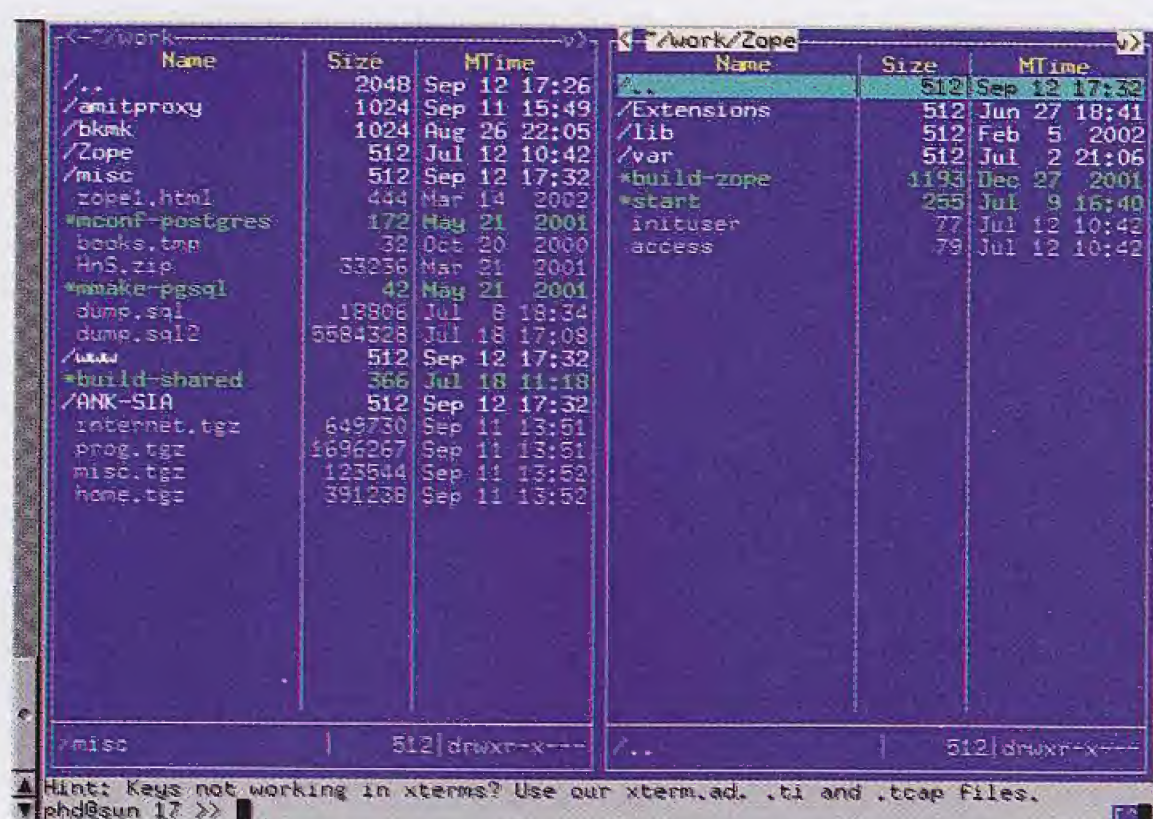 <-~/work v>
Name Size MTime
/.. 2048 Sep 12 17:26
/amitproxy 1024 Sep 11 15:49
/bkmk 1024 Aug 26 22:05
/Zope 512 Jul 12 10:42
/misc 512 Sep 12 17:32
zope1.html 444 Mar 14 2002
*mconf-postgres 172 May 21 2001
books.tmp 32 Oct 20 2000
HnS.zip 33236 Mar 21 2001
*mmake-pgsql 42 May 21 2001
dump.sql 18806 Jul 8 18:34
dump.sql2 5584328 Jul 18 17:08
/www 512 Sep 12 17:32
*build-shared 366 Jul 18 11:18
/ANK-SIA 512 Sep 12 17:32
internet.tgz 649730 Sep 11 13:51
prog.tgz 1696267 Sep 11 13:51
misc.tgz 123544 Sep 11 13:52
home.tgz 391238 Sep 11 13:52
/misc 512 drwxr-x---
< ~/work/Zope v>
Name Size MTime
/.. 512 Sep 12 17:32
/Extensions 512 Jun 27 18:41
/lib 512 Feb 5 2002
/var 512 Jul 2 21:06
*build-zope 1193 Dec 27 2001
*start 255 Jul 9 16:40
inituser 77 Jul 12 10:42
access 79 Jul 12 10:42
/.. 512 drwxr-x---
Hint: Keys not working in xterms? Use our xterm.ad, .ti and .tcap files.
phd@sun 17 >>